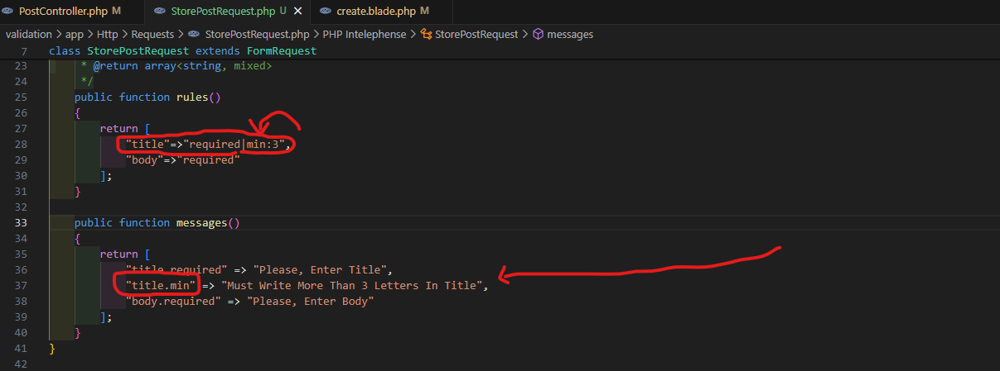 PostController.php M StorePostRequest.php U × create.blade.php M
validation > app > Http > Requests > StorePostRequest.php > PHP Intelephense > StorePostRequest > messages
7 class StorePostRequest extends FormRequest
23 * @return array<string, mixed>
24 */
25 public function rules()
26 {
27 return [
28 "title"=>"required|min:3",
29 "body"=>"required"
30 ];
31 }
32
33 public function messages()
34 {
35 return [
36 "title.required" => "Please, Enter Title",
37 "title.min" => "Must Write More Than 3 Letters In Title",
38 "body.required" => "Please, Enter Body"
39 ];
40 }
41 }
42